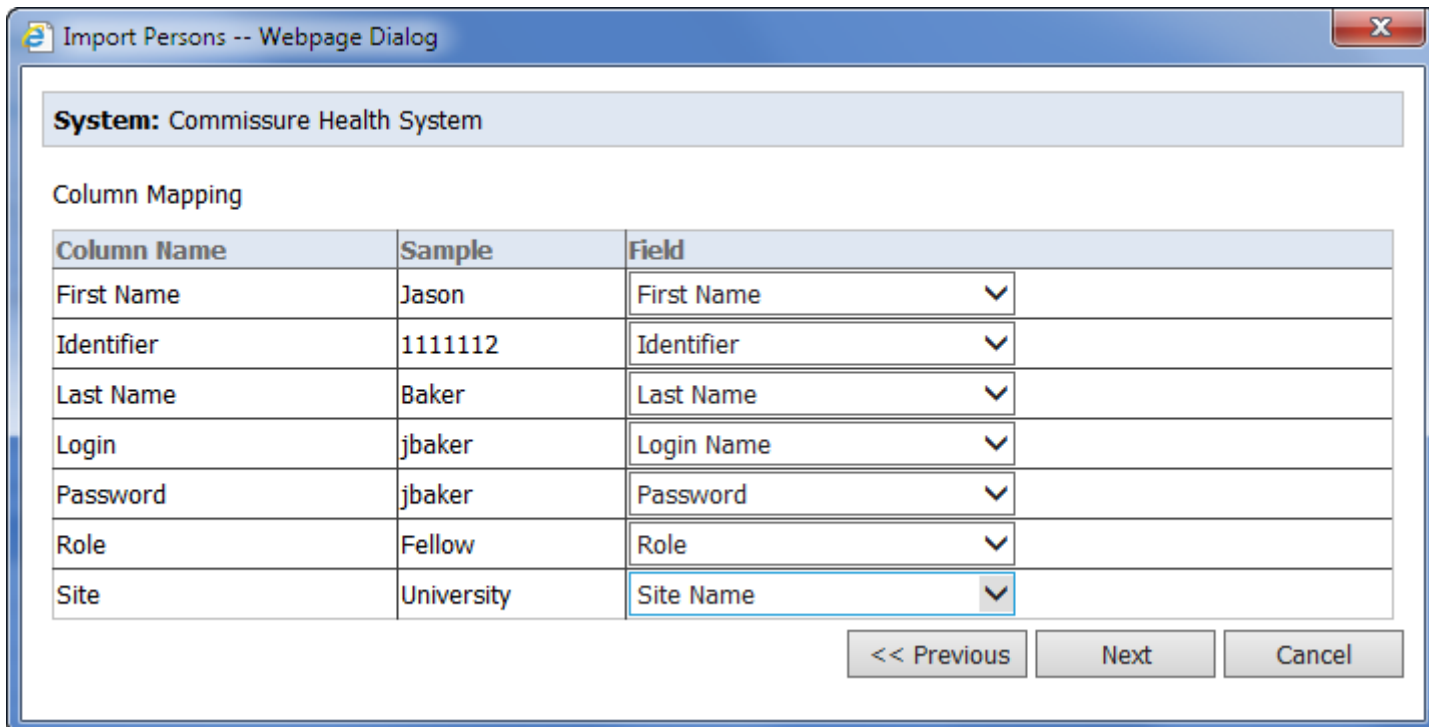 Import Persons -- Webpage Dialog
x
System: Commissure Health System
Column Mapping
Column Name Sample Field
First Name Jason First Name
Identifier 1111112 Identifier
Last Name Baker Last Name
Login jbaker Login Name
Password jbaker Password
Role Fellow Role
Site University Site Name
<< Previous Next Cancel